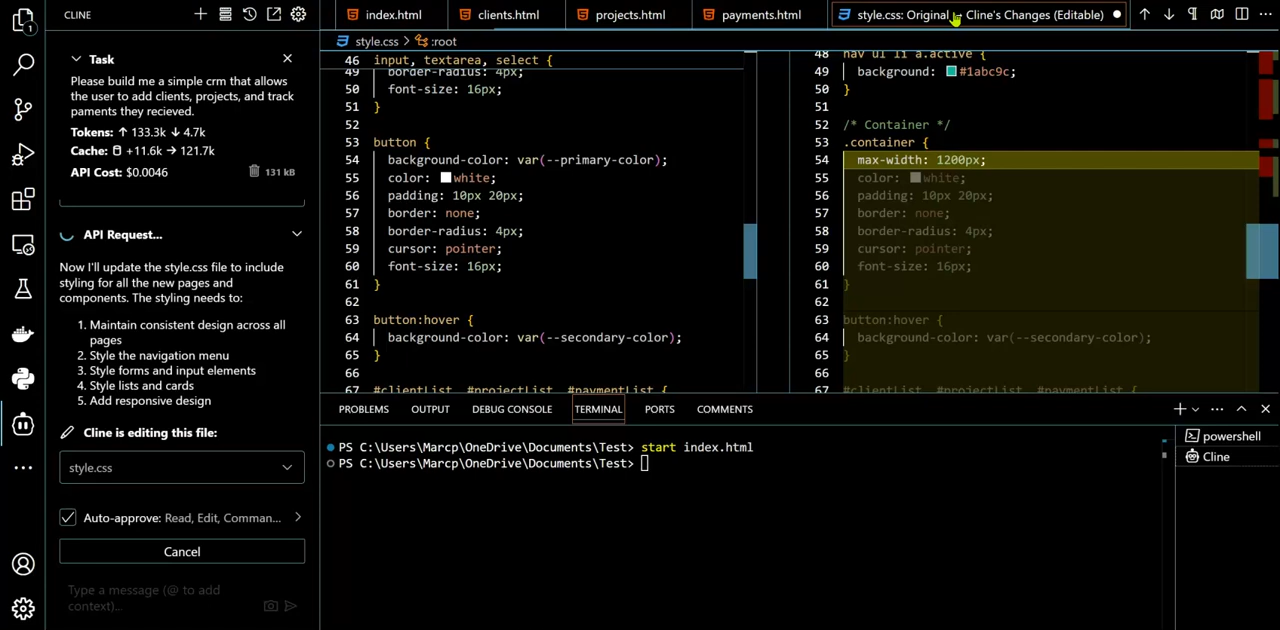 CLINE
Task
Please build me a simple crm that allows
the user to add clients, projects, and track
paments they recieved.
Tokens: ↑ 133.3k ↓ 4.7k
Cache: +11.6k → 121.7k
API Cost: $0.0046
131 kB
API Request...
Now I'll update the style.css file to include
styling for all the new pages and
components. The styling needs to:
1. Maintain consistent design across all
pages
2. Style the navigation menu
3. Style forms and input elements
4. Style lists and cards
5. Add responsive design
Cline is editing this file:
style.css
Auto-approve: Read, Edit, Comman...
Cancel
Type a message (@ to add
context)...
1
index.html
clients.html
projects.html
payments.html
style.css: Original ↔ Cline's Changes (Editable)
style.css > :root
46 input, textarea, select {
49 border-radius: 4px;
50 font-size: 16px;
51 }
52
53 button {
54 background-color: var(--primary-color);
55 color: white;
56 padding: 10px 20px;
57 border: none;
58 border-radius: 4px;
59 cursor: pointer;
60 font-size: 16px;
61 }
62
63 button:hover {
64 background-color: var(--secondary-color);
65 }
66
67 #clientList, #projectList, #paymentList {
48 nav ul li a.active {
49 background: #1abc9c;
50 }
51
52 /* Container */
53 .container {
54 max-width: 1200px;
55 color: white;
56 padding: 10px 20px;
57 border: none;
58 border-radius: 4px;
59 cursor: pointer;
60 font-size: 16px;
61 }
62
63 button:hover {
64 background-color: var(--secondary-color);
65 }
66
67 #clientList, #projectList, #paymentList {
PROBLEMS OUTPUT DEBUG CONSOLE TERMINAL PORTS COMMENTS
PS C:\Users\Marcp\OneDrive\Documents\Test> start index.html
PS C:\Users\Marcp\OneDrive\Documents\Test>
powershell
Cline